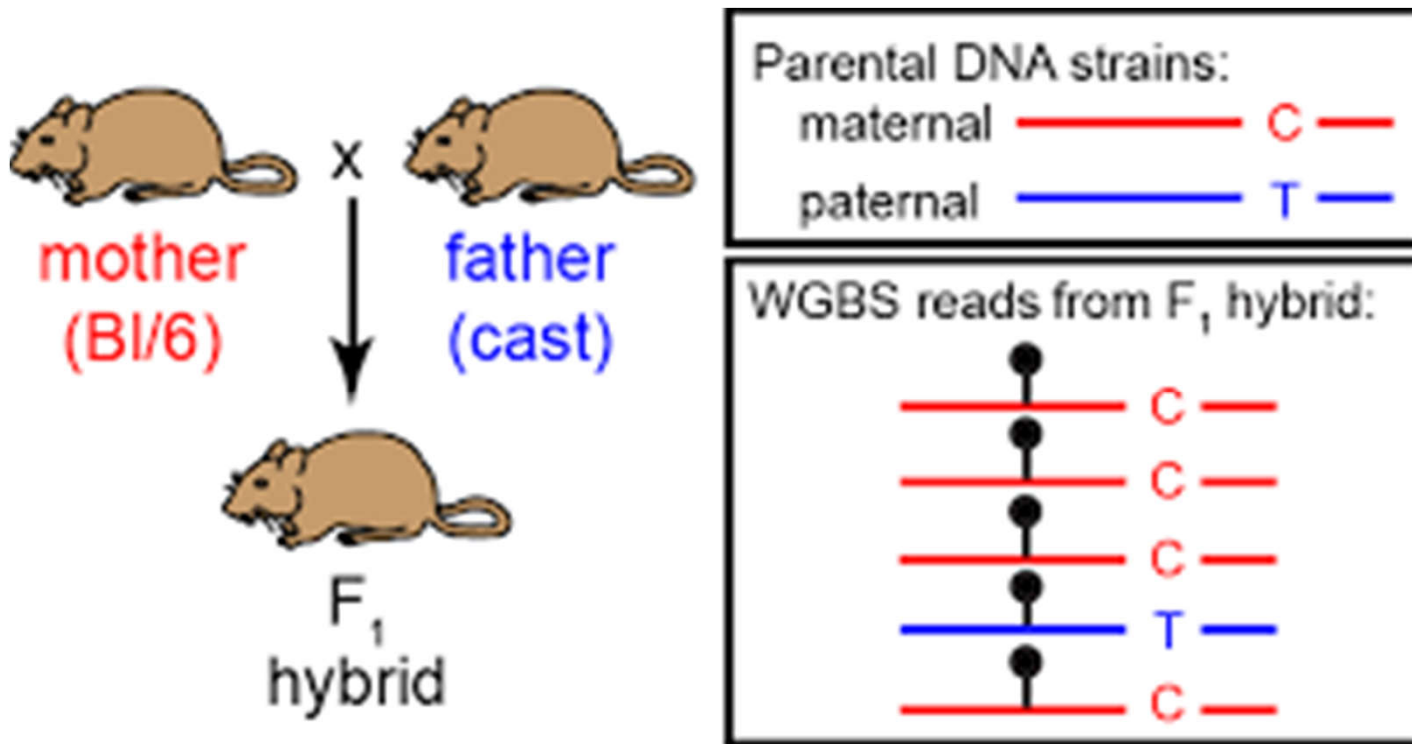 x
mother
(Bl/6)
father
(cast)
F₁
hybrid
Parental DNA strains:
maternal C
paternal T
WGBS reads from F₁ hybrid:
C
C
C
T
C